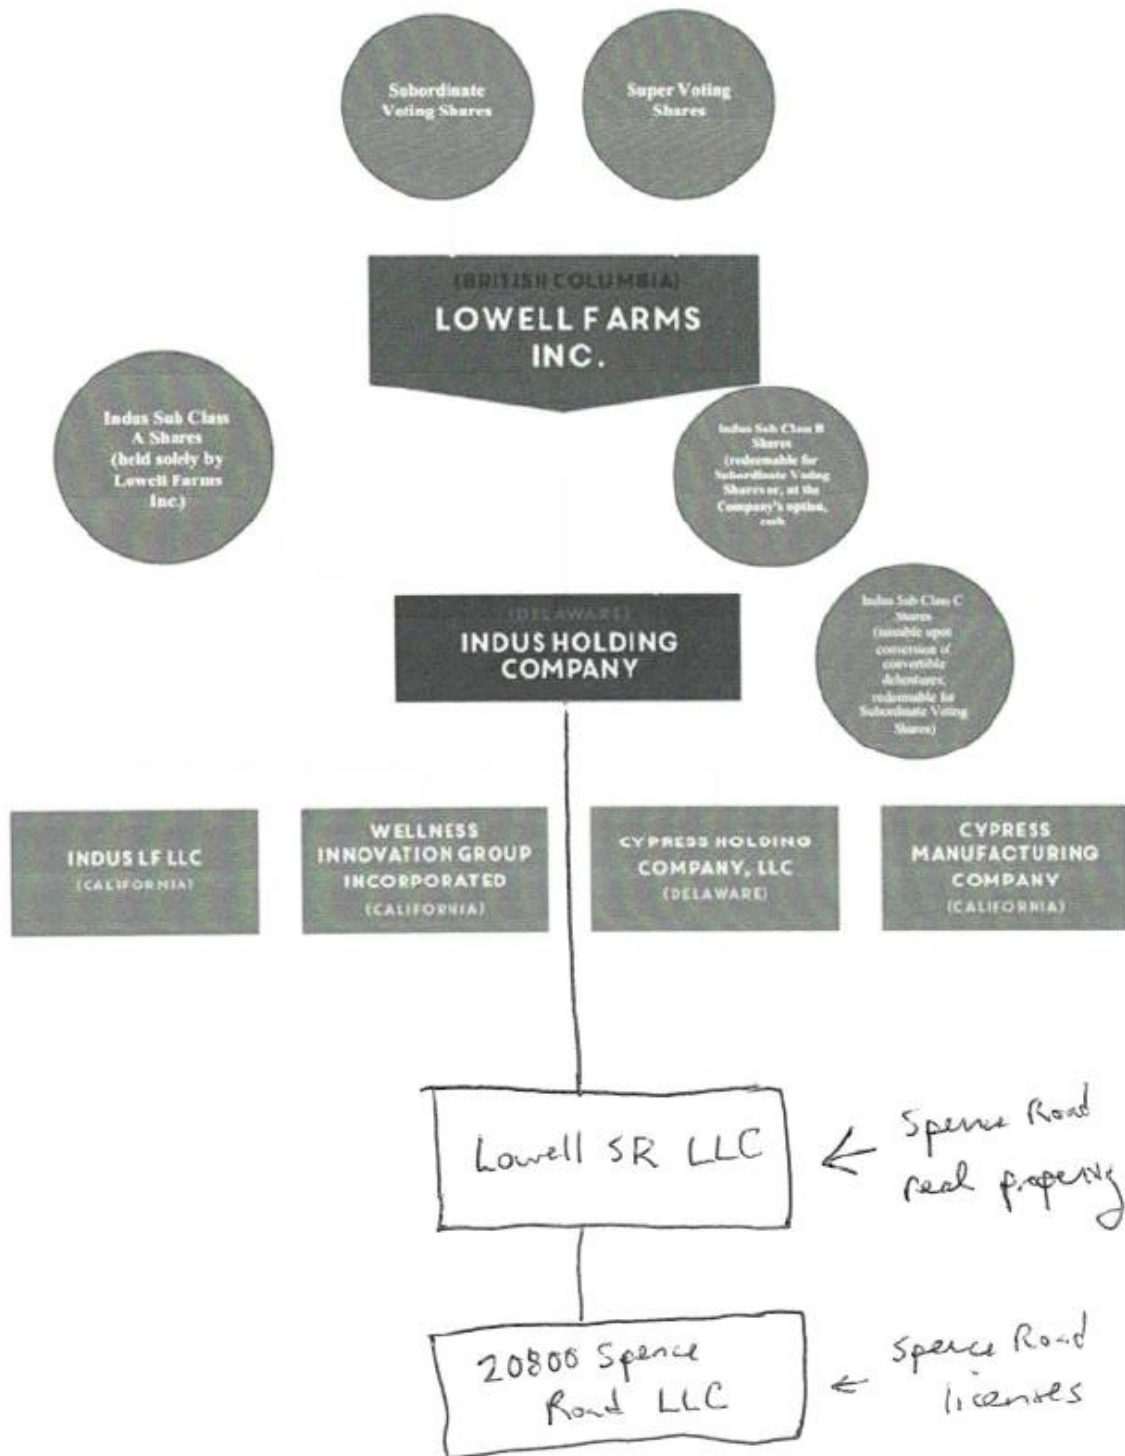 Subordinate
Voting Shares
Super Voting
Shares
(BRITISH COLUMBIA)
LOWELL FARMS
INC.
Indus Sub Class
A Shares
(held solely by
Lowell Farms
Inc.)
Indus Sub Class B
Shares
(redeemable for
Subordinate Voting
Shares or, at the
Company's option,
cash
(DELAWARE)
INDUS HOLDING
COMPANY
Indus Sub Class C
Shares
(issuable upon
conversion of
convertible
debentures;
redeemable for
Subordinate Voting
Shares)
INDUS LF LLC
(CALIFORNIA)
WELLNESS
INNOVATION GROUP
INCORPORATED
(CALIFORNIA)
CYPRESS HOLDING
COMPANY, LLC
(DELAWARE)
CYPRESS
MANUFACTURING
COMPANY
(CALIFORNIA)
Lowell SR LLC
Spence Road
real property
20800 Spence
Road LLC
Spence Road
licenses